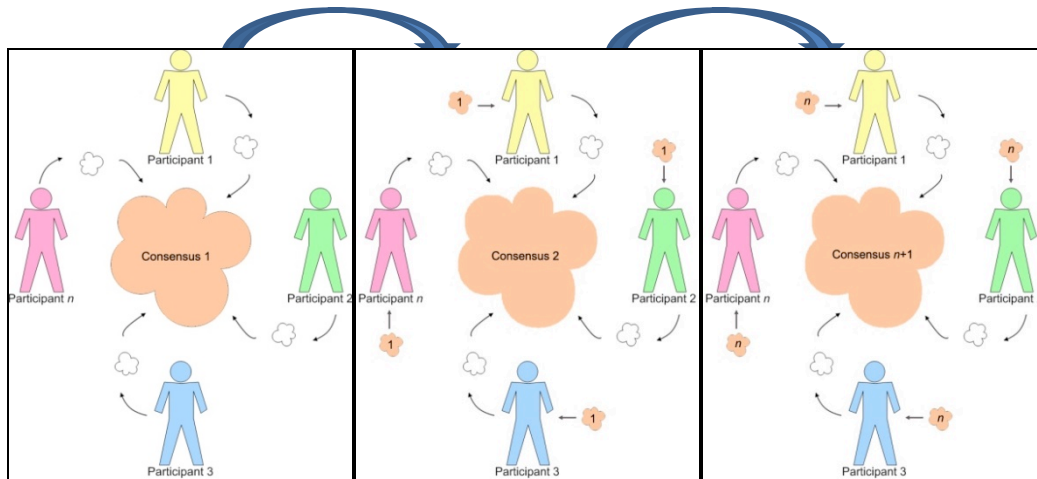 Participant 1
Consensus 1
Participant n
Participant 2
Participant 3
1
Participant 1
1
Consensus 2
Participant n
Participant 2
1
1
Participant 3
n
Participant 1
n
Consensus n+1
Participant n
Participant
n
n
Participant 3